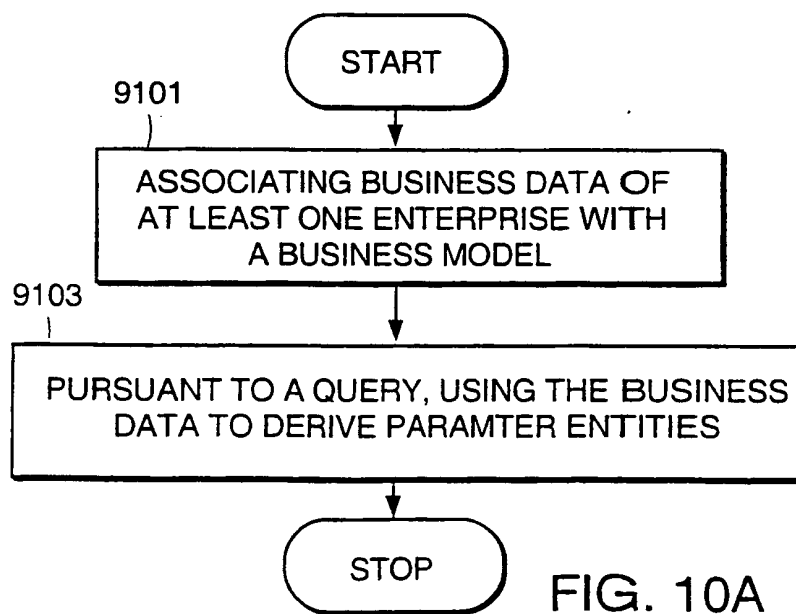 START
9101
ASSOCIATING BUSINESS DATA OF
AT LEAST ONE ENTERPRISE WITH
A BUSINESS MODEL
9103
PURSUANT TO A QUERY, USING THE BUSINESS
DATA TO DERIVE PARAMTER ENTITIES
STOP
FIG. 10A